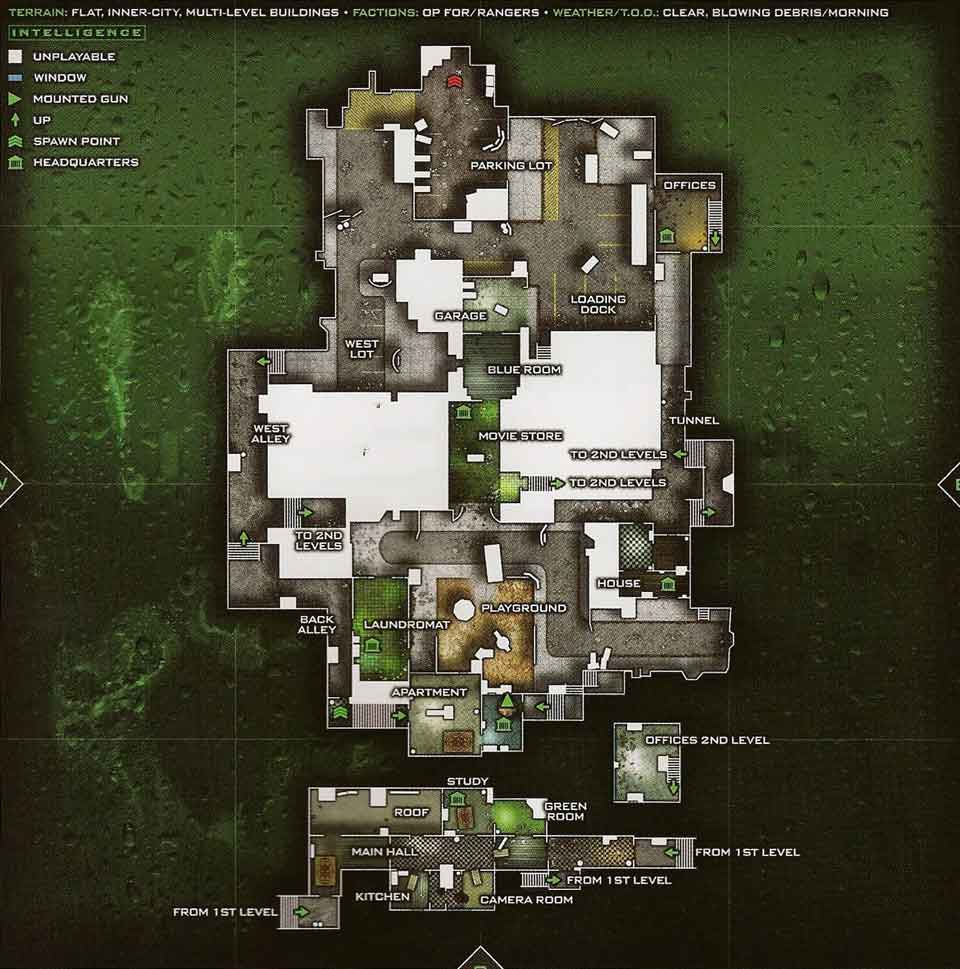 TERRAIN: FLAT, INNER-CITY, MULTI-LEVEL BUILDINGS • FACTIONS: OP FOR/RANGERS • WEATHER/T.O.D.: CLEAR, BLOWING DEBRIS/MORNING
INTELLIGENCE
UNPLAYABLE
WINDOW
MOUNTED GUN
UP
SPAWN POINT
HEADQUARTERS
PARKING LOT
OFFICES
LOADING
DOCK
GARAGE
WEST
LOT
BLUE ROOM
TUNNEL
WEST
ALLEY
MOVIE STORE
TO 2ND LEVELS
TO 2ND LEVELS
TO 2ND
LEVELS
HOUSE
PLAYGROUND
BACK
ALLEY
LAUNDROMAT
APARTMENT
OFFICES 2ND LEVEL
STUDY
ROOF
GREEN
ROOM
MAIN HALL
FROM 1ST LEVEL
FROM 1ST LEVEL
KITCHEN
CAMERA ROOM
FROM 1ST LEVEL